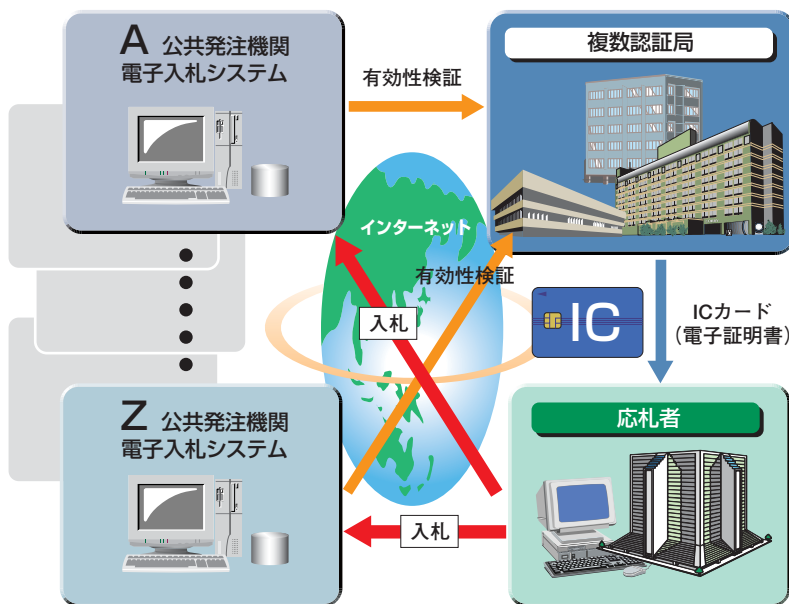 A 公共発注機関
電子入札システム
有効性検証
複数認証局
インターネット
有効性検証
入札
IC
ICカード
(電子証明書)
Z 公共発注機関
電子入札システム
応札者
入札